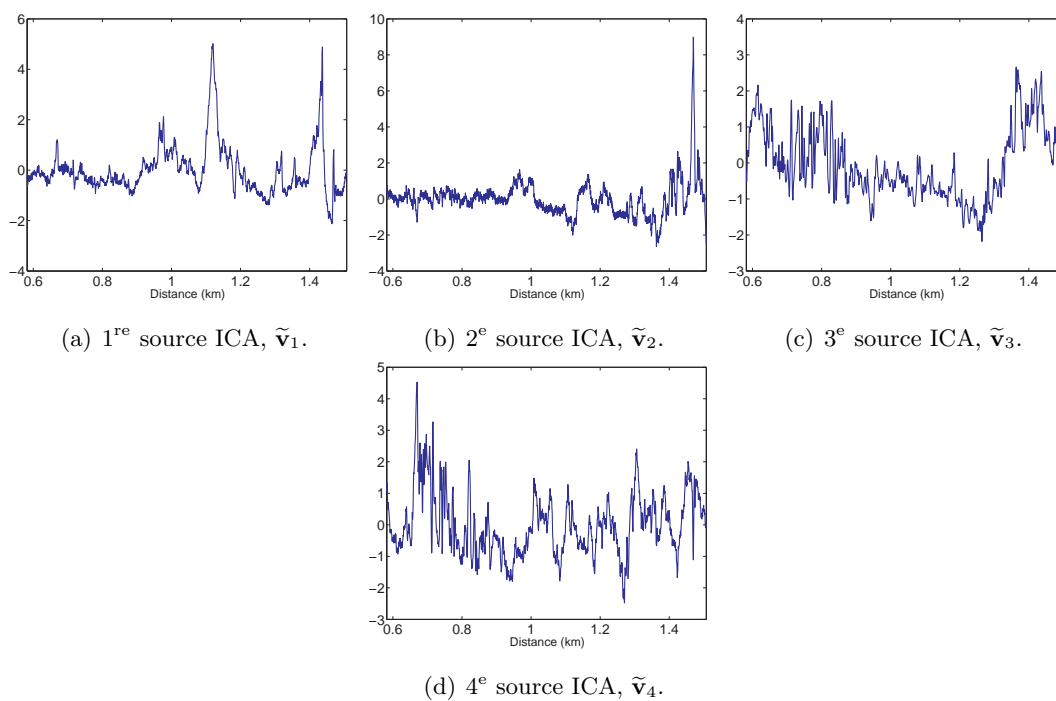 6
4
2
0
−2
−4
0.6 0.8 1 1.2 1.4
Distance (km)
(a) 1re source ICA, ṽ1.
10
8
6
4
2
0
−2
−4
0.6 0.8 1 1.2 1.4
Distance (km)
(b) 2e source ICA, ṽ2.
4
3
2
1
0
−1
−2
−3
0.6 0.8 1 1.2 1.4
Distance (km)
(c) 3e source ICA, ṽ3.
5
4
3
2
1
0
−1
−2
−3
0.6 0.8 1 1.2 1.4
Distance (km)
(d) 4e source ICA, ṽ4.